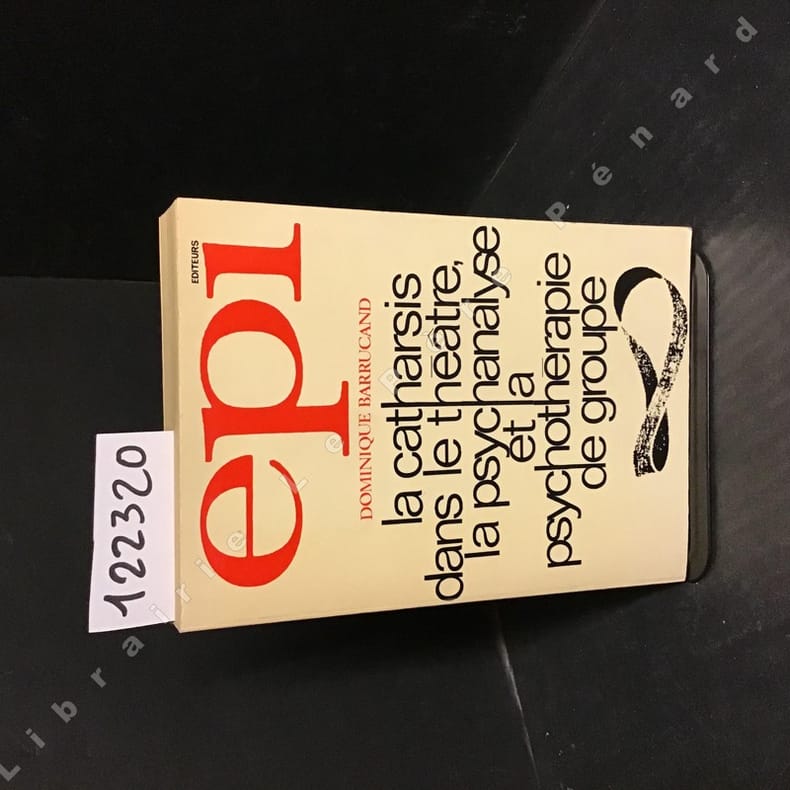 EDITEURS
epi
DOMINIQUE BARRUCAND
la catharsis
dans le théâtre,
la psychanalyse
et la
psychothérapie
de groupe
122320
Librairie Le Père Pénard